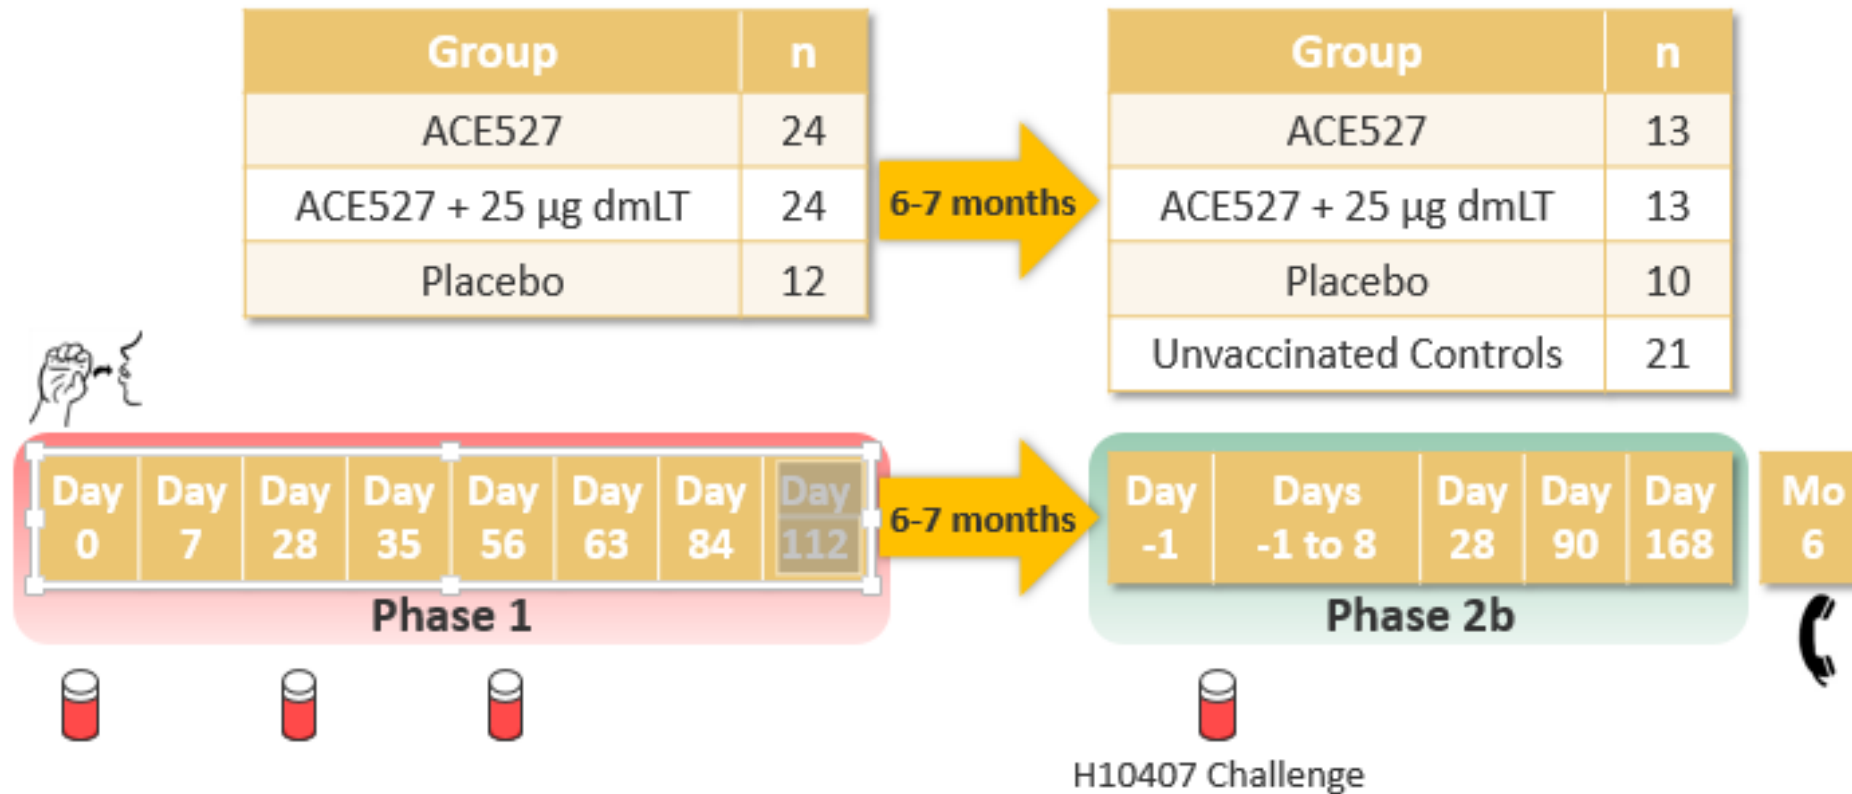 Group n
ACE527 24
ACE527 + 25 µg dmLT 24
Placebo 12
6-7 months
Group n
ACE527 13
ACE527 + 25 µg dmLT 13
Placebo 10
Unvaccinated Controls 21
Day Day Day Day Day Day Day Day
0 7 28 35 56 63 84 112
Phase 1
6-7 months
Day Days Day Day Day
-1 -1 to 8 28 90 168
Phase 2b
Mo
6
H10407 Challenge